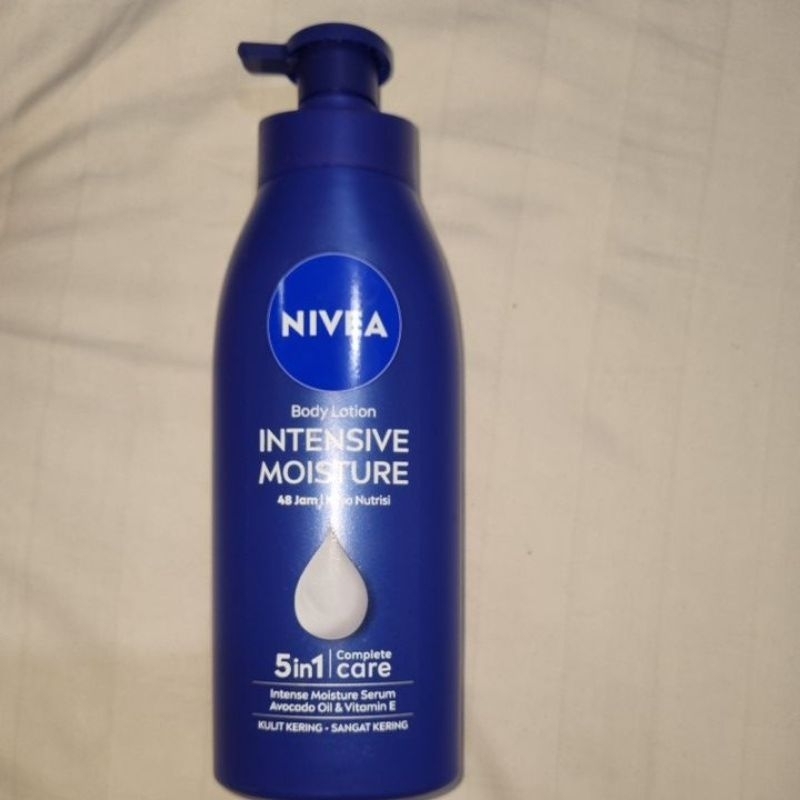 NIVEA
Body Lotion
INTENSIVE
MOISTURE
48 Jam | Nutrisi
5in1 | Complete care
Intense Moisture Serum
Avocado Oil & Vitamin E
KULIT KERING - SANGAT KERING